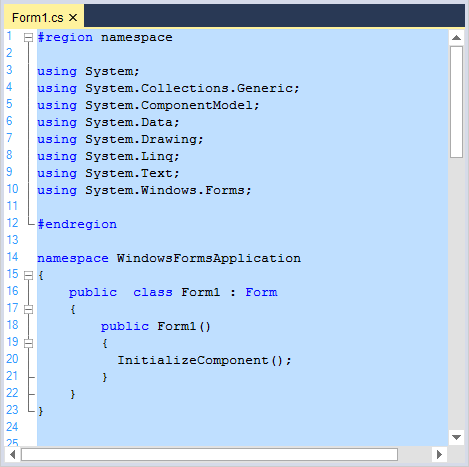 Form1.cs ×
1 #region namespace
2
3 using System;
4 using System.Collections.Generic;
5 using System.ComponentModel;
6 using System.Data;
7 using System.Drawing;
8 using System.Linq;
9 using System.Text;
10 using System.Windows.Forms;
11
12 #endregion
13
14 namespace WindowsFormsApplication
15 {
16     public  class Form1 : Form
17     {
18         public Form1()
19         {
20           InitializeComponent();
21         }
22     }
23 }
24
25